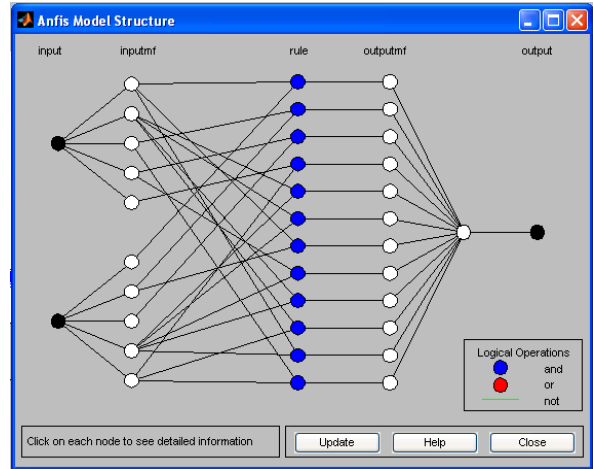 Anfis Model Structure
input inputmf rule outputmf output
Logical Operations
and
or
not
Click on each node to see detailed information
Update Help Close